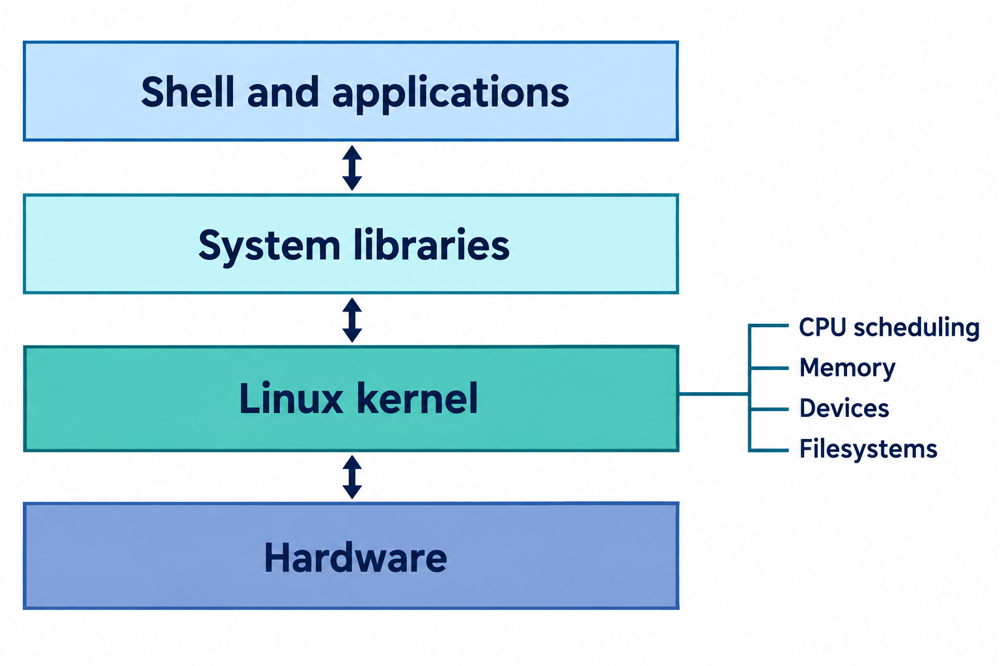 Shell and applications
System libraries
Linux kernel
CPU scheduling
Memory
Devices
Filesystems
Hardware